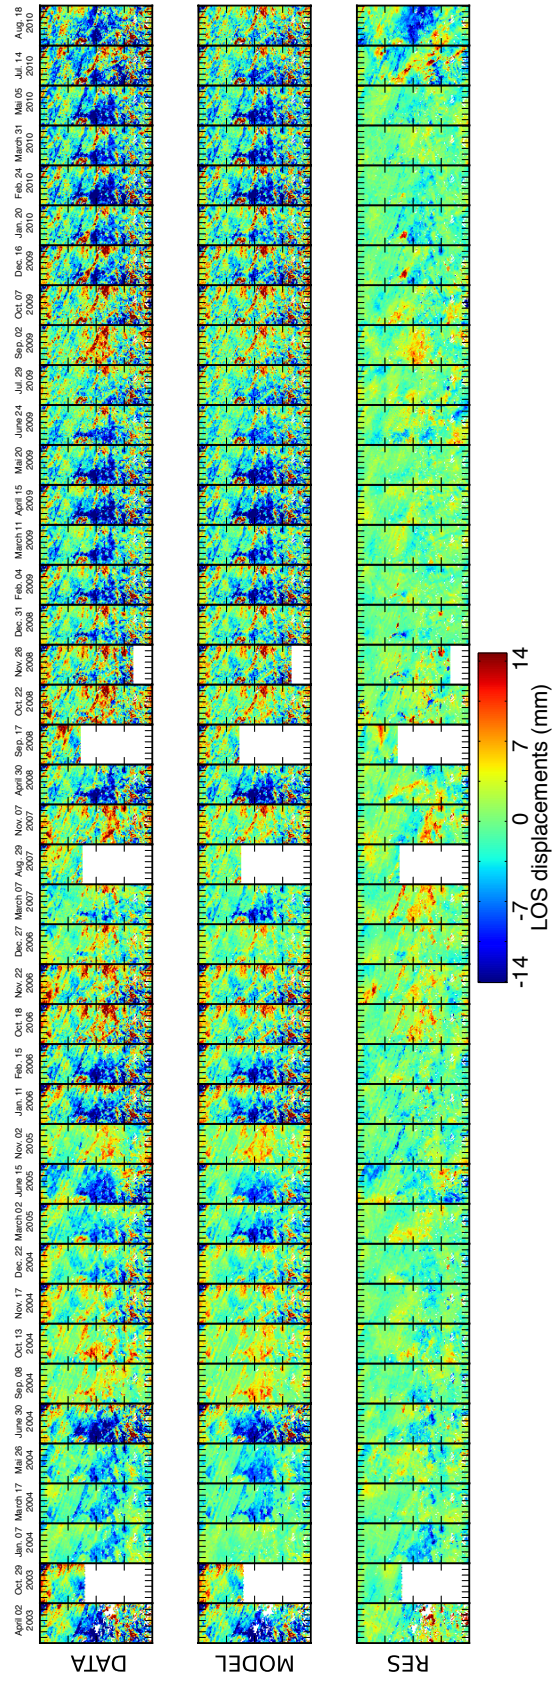 April 02
2003
Oct. 29
2003
Jan. 07
2004
March 17
2004
Mai 26
2004
June 30
2004
Sep. 08
2004
Oct. 13
2004
Nov. 17
2004
Dec. 22
2004
March 02
2005
June 15
2005
Nov. 02
2005
Jan. 11
2006
Feb. 15
2006
Oct. 18
2006
Nov. 22
2006
Dec. 27
2006
March 07
2007
Aug. 29
2007
Nov. 07
2007
April 30
2008
Sep. 17
2008
Oct. 22
2008
Nov. 26
2008
Dec. 31
2008
Feb. 04
2009
March 11
2009
April 15
2009
Mai 20
2009
June 24
2009
Jul. 29
2009
Sep. 02
2009
Oct. 07
2009
Dec. 16
2009
Jan. 20
2010
Feb. 24
2010
March 31
2010
Mai 05
2010
Jul. 14
2010
Aug. 18
2010
DATA
MODEL
RES
-14 -7 0 7 14
LOS displacements (mm)